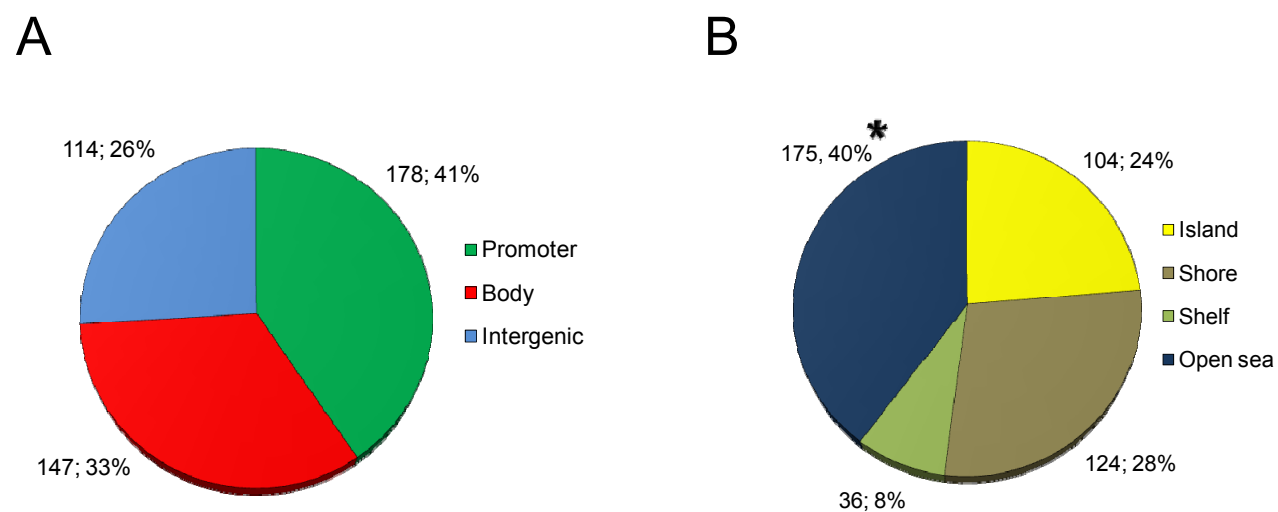 A
114; 26%
178; 41%
Promoter
Body
Intergenic
147; 33%
B
*
175, 40%
104; 24%
Island
Shore
Shelf
Open sea
124; 28%
36; 8%